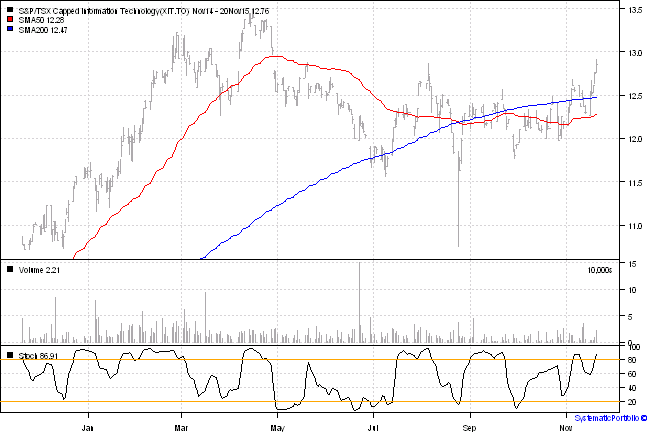 S&P/TSX Capped Information Technology(XIT.TO) Nov14 - 20Nov15,12.76
SMA50 12.28
SMA200 12.47
13.5
13.0
12.5
12.0
11.5
11.0
Volume 2.21
10,000s
15
10
5
0
Stoch 86.91
100
80
60
40
20
Jan Mar May Jul Sep Nov
SystematicPortfolio ©